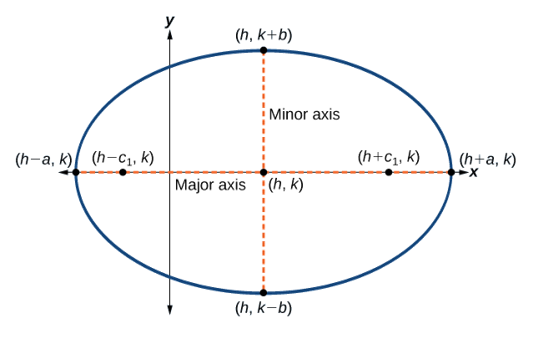 y
(h, k+b)
Minor axis
(h−a, k)
(h−c₁, k)
(h+c₁, k)
(h+a, k)
x
Major axis
(h, k)
(h, k−b)